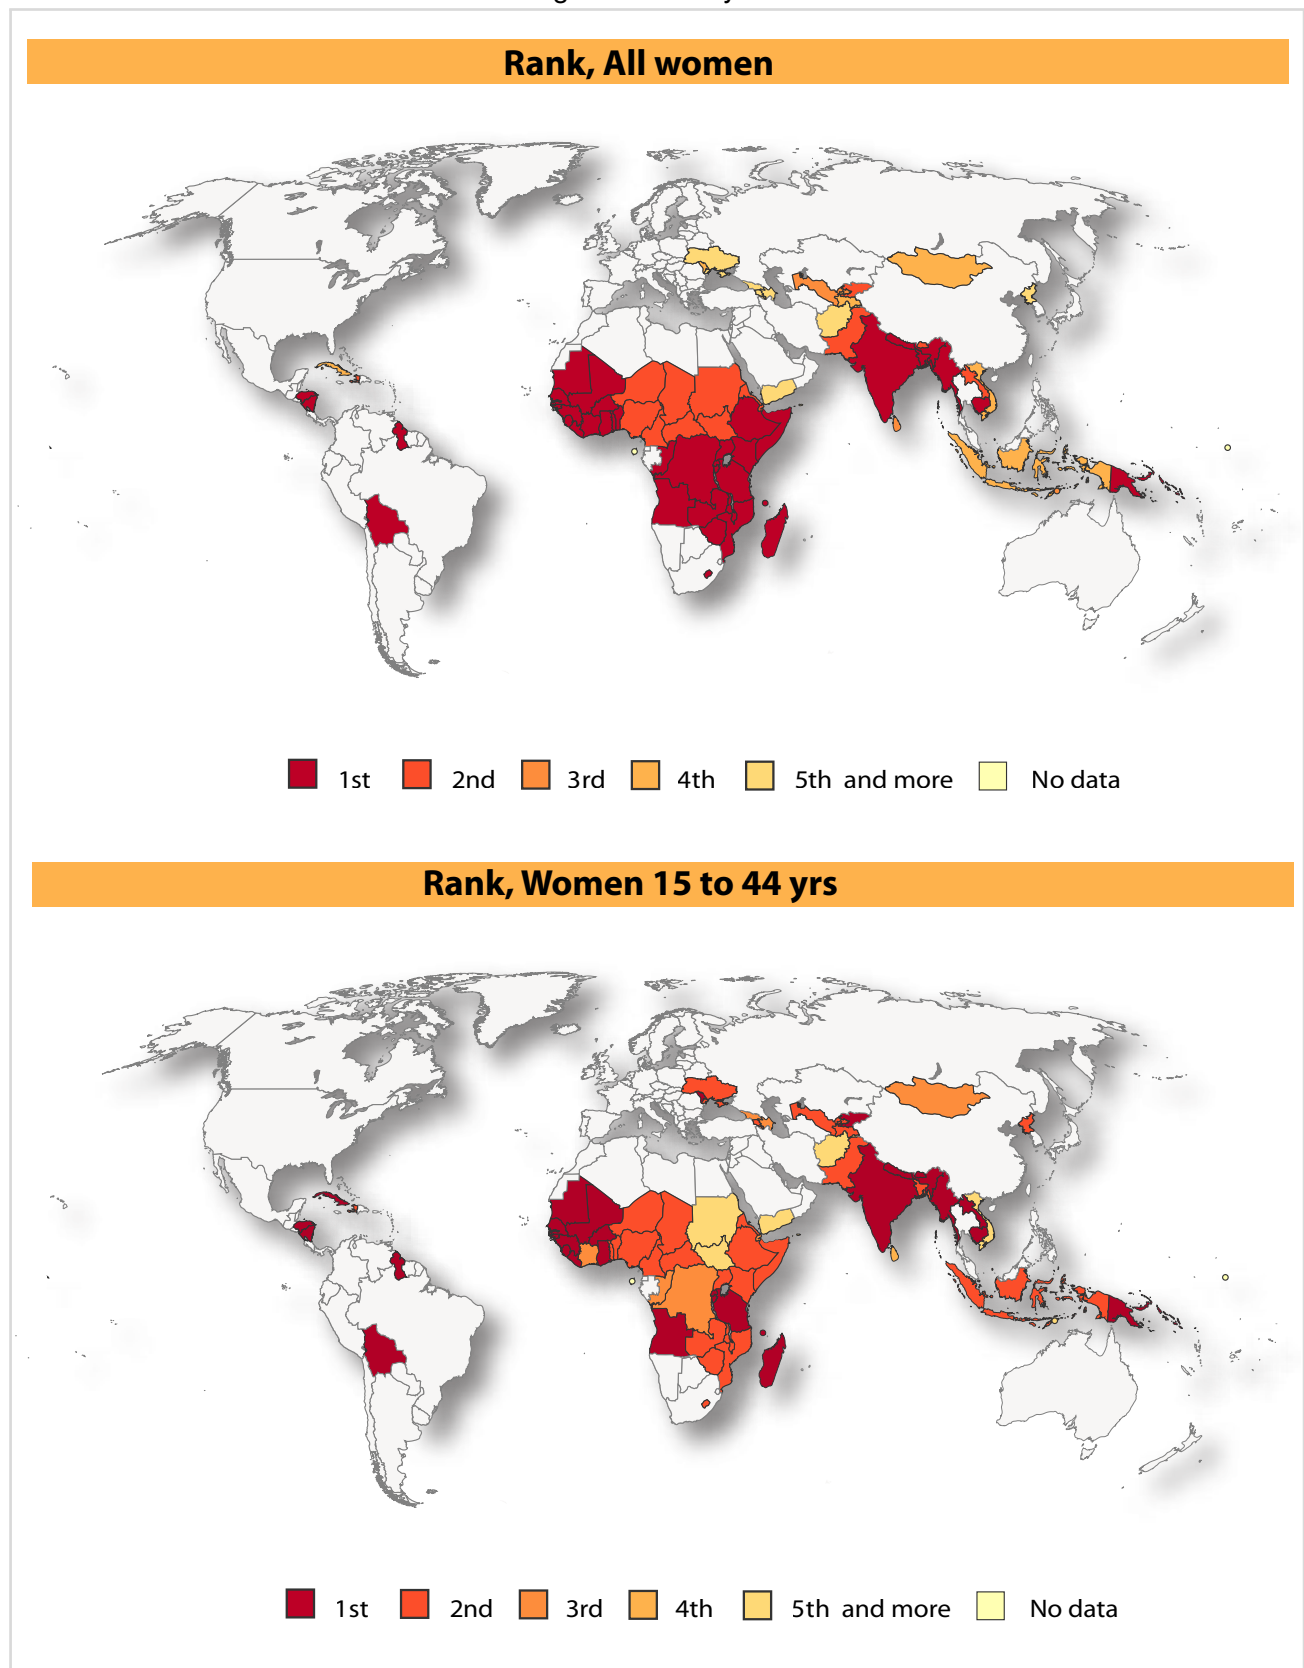 Rank, All women
1st 2nd 3rd 4th 5th and more No data
Rank, Women 15 to 44 yrs
1st 2nd 3rd 4th 5th and more No data